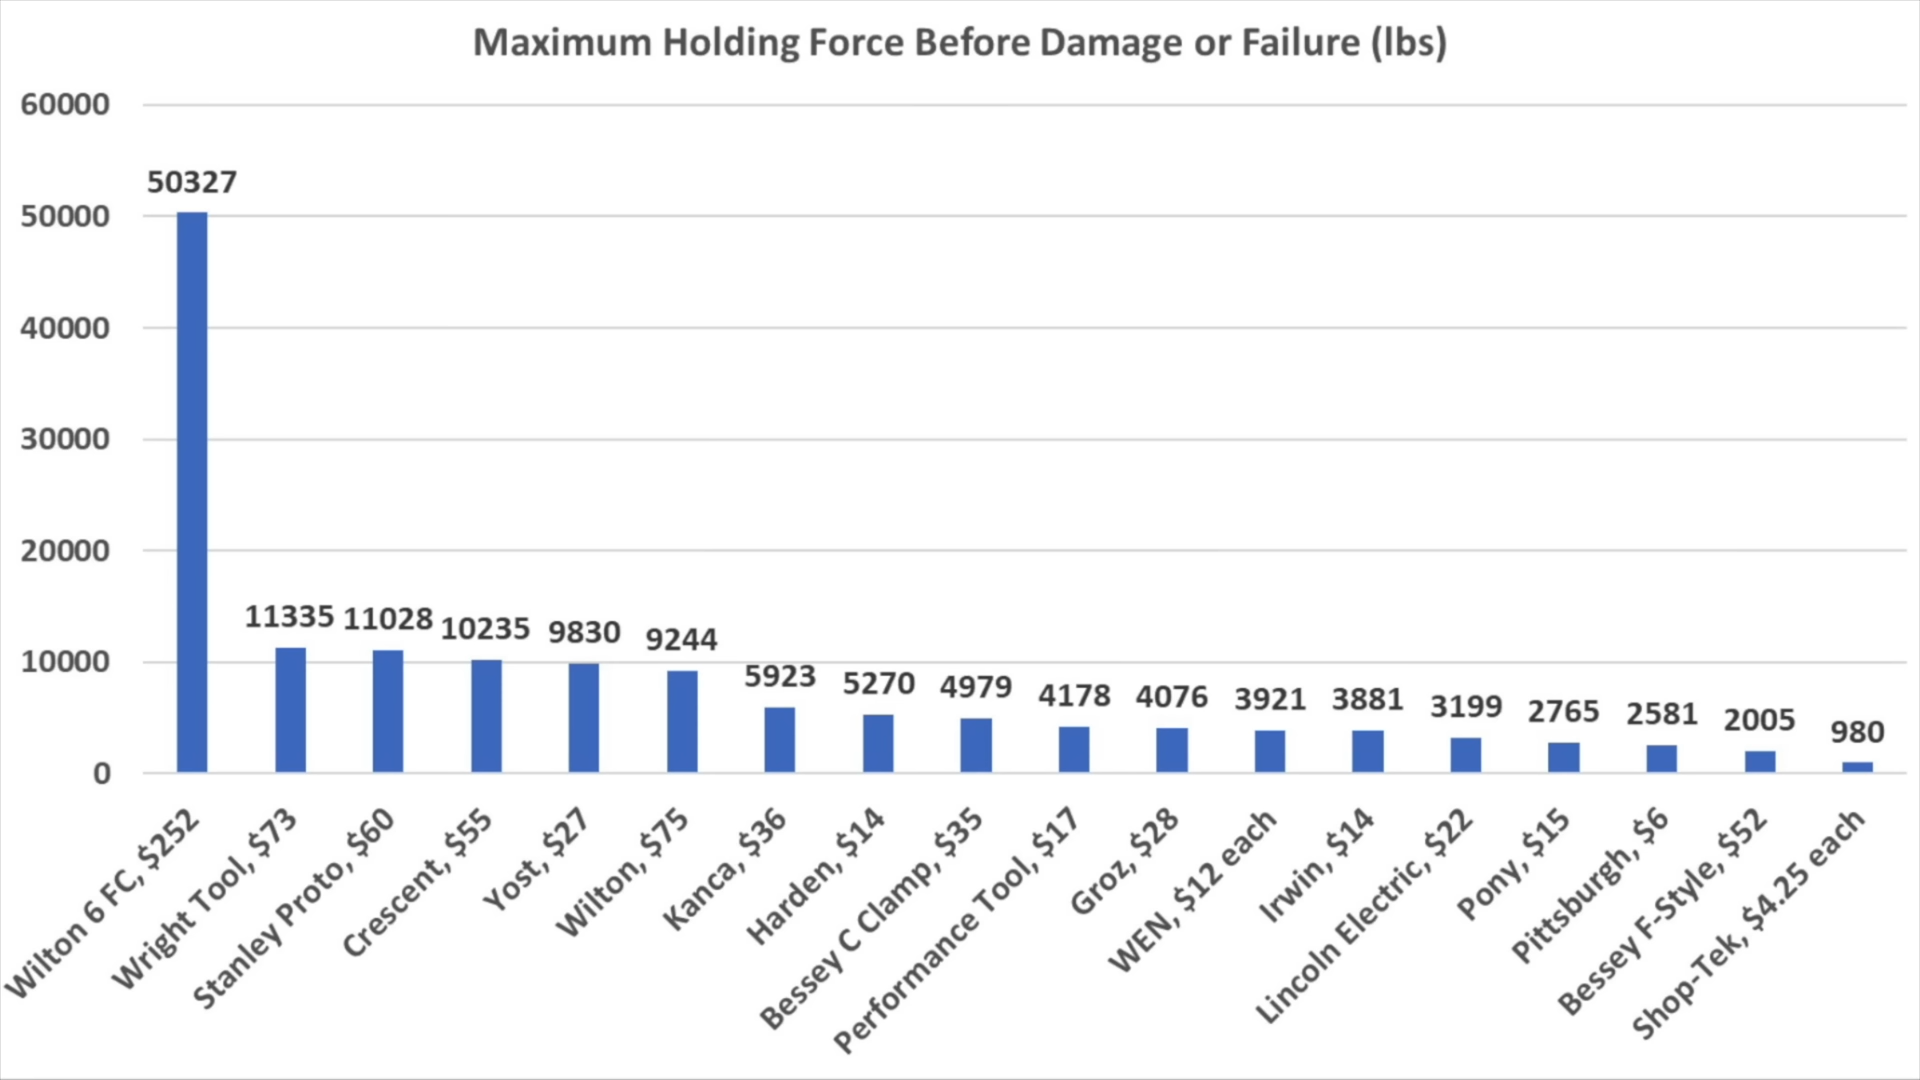 Maximum Holding Force Before Damage or Failure (lbs)
60000
50000
40000
30000
20000
10000
0
50327
11335
11028
10235
9830
9244
5923
5270
4979
4178
4076
3921
3881
3199
2765
2581
2005
980
Wilton 6 FC, $252
Wright Tool, $73
Stanley Proto, $60
Crescent, $55
Yost, $27
Wilton, $75
Kanca, $36
Harden, $14
Bessey C Clamp, $35
Performance Tool, $17
Groz, $28
WEN, $12 each
Irwin, $14
Lincoln Electric, $22
Pony, $15
Pittsburgh, $6
Bessey F-Style, $52
Shop-Tek, $4.25 each